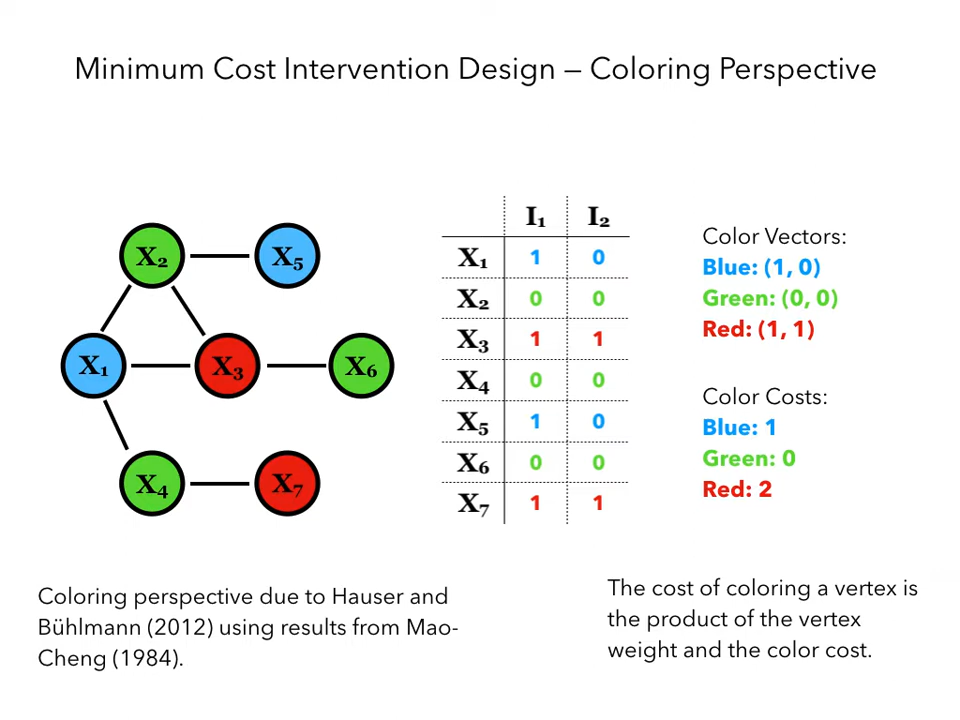 Minimum Cost Intervention Design – Coloring Perspective
X₂ X₅
X₁ X₃ X₆
X₄ X₇
I₁ I₂
X₁ 1 0
X₂ 0 0
X₃ 1 1
X₄ 0 0
X₅ 1 0
X₆ 0 0
X₇ 1 1
Color Vectors:
Blue: (1, 0)
Green: (0, 0)
Red: (1, 1)
Color Costs:
Blue: 1
Green: 0
Red: 2
Coloring perspective due to Hauser and
Bühlmann (2012) using results from Mao-
Cheng (1984).
The cost of coloring a vertex is
the product of the vertex
weight and the color cost.